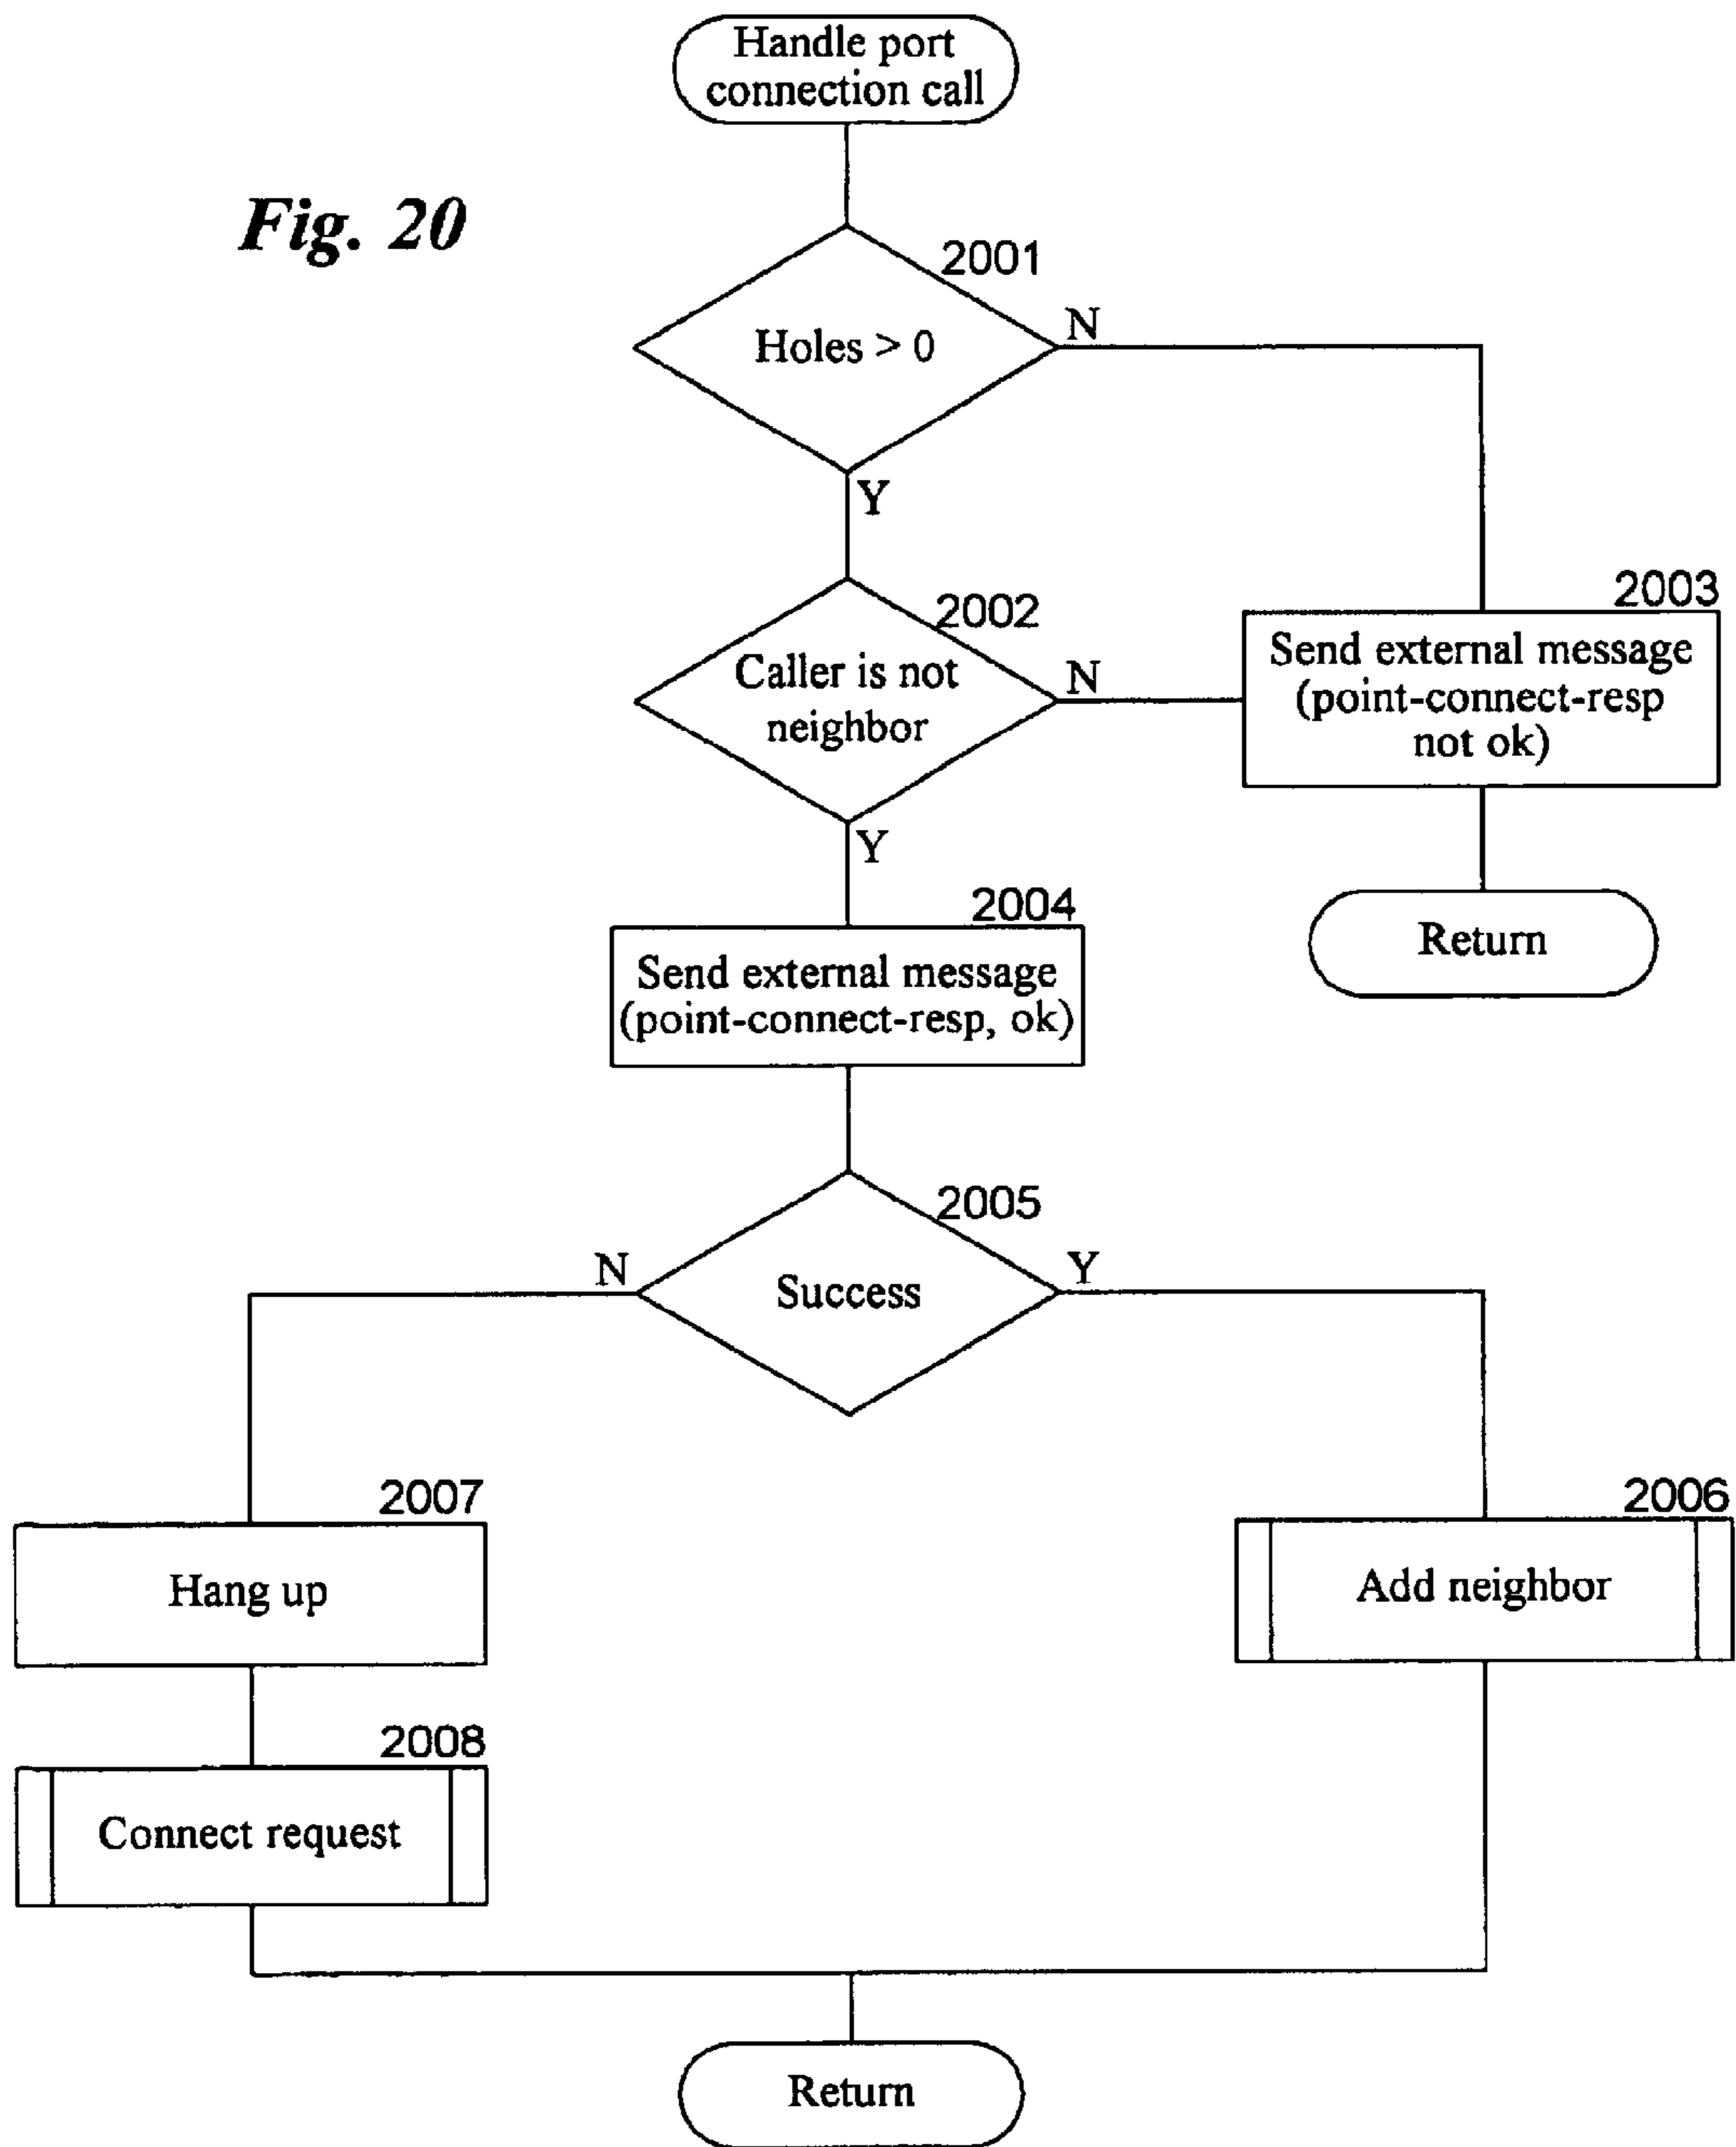 Handle port
connection call
Fig. 20
2001
Holes > 0
N
Y
2002
Caller is not
neighbor
N
Y
2003
Send external message
(point-connect-resp
not ok)
Return
2004
Send external message
(point-connect-resp, ok)
2005
Success
N
Y
2007
Hang up
2006
Add neighbor
2008
Connect request
Return